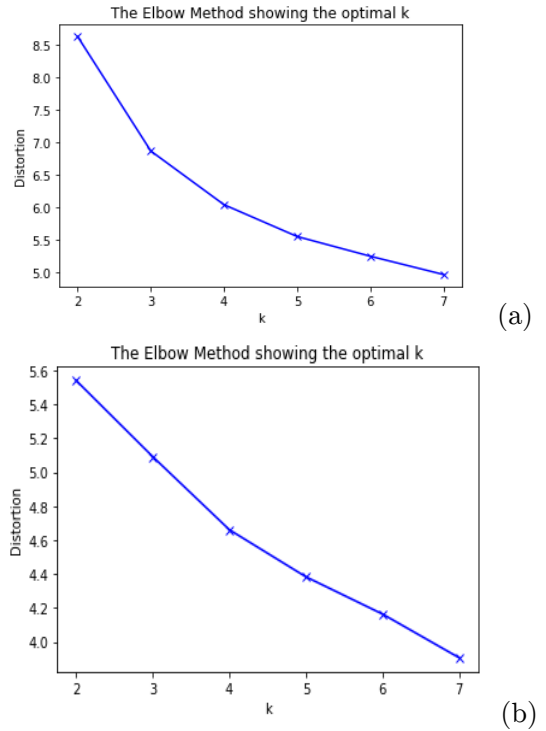 The Elbow Method showing the optimal k
8.5
8.0
7.5
7.0
6.5
6.0
5.5
5.0
Distortion
2 3 4 5 6 7
k
(a)
The Elbow Method showing the optimal k
5.6
5.4
5.2
5.0
4.8
4.6
4.4
4.2
4.0
Distortion
2 3 4 5 6 7
k
(b)